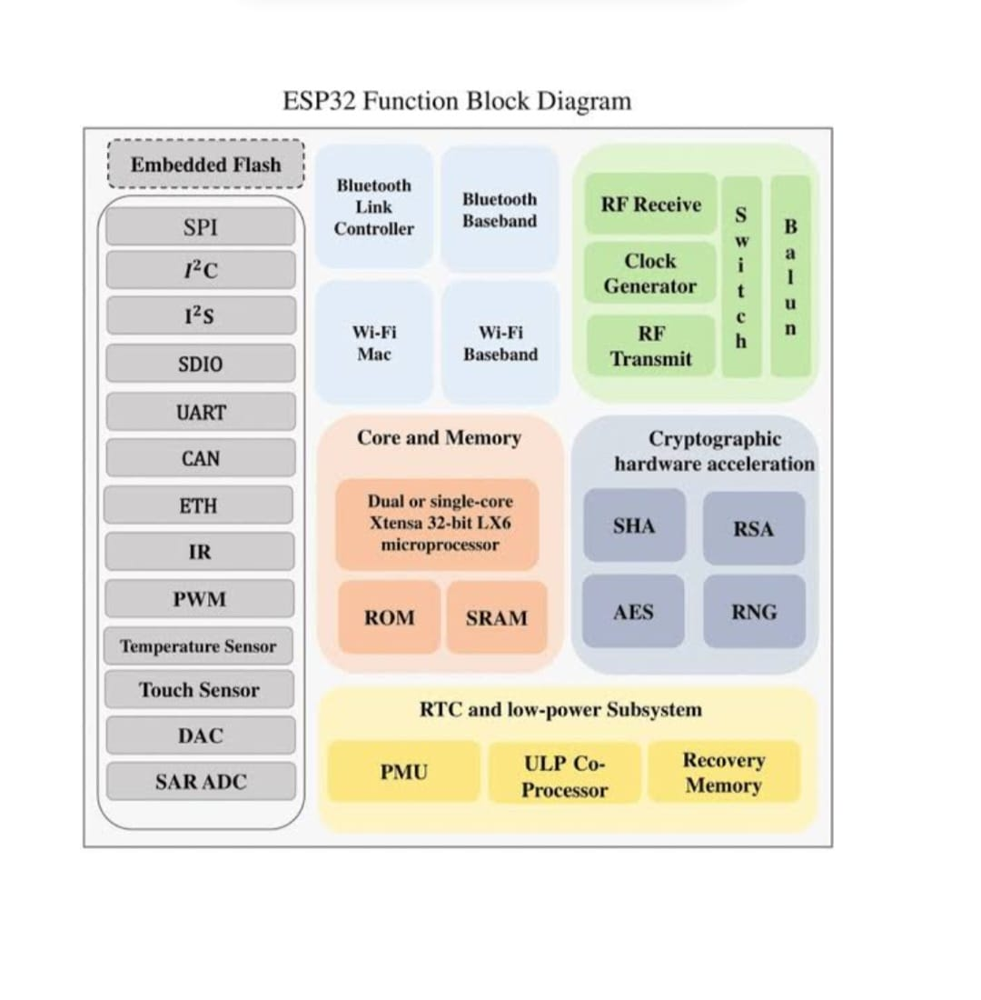 ESP32 Function Block Diagram
Embedded Flash
SPI
I²C
I²S
SDIO
UART
CAN
ETH
IR
PWM
Temperature Sensor
Touch Sensor
DAC
SAR ADC
Bluetooth
Link
Controller
Bluetooth
Baseband
Wi-Fi
Mac
Wi-Fi
Baseband
RF Receive
Clock
Generator
RF
Transmit
Switch
Balun
Core and Memory
Dual or single-core
Xtensa 32-bit LX6
microprocessor
ROM
SRAM
Cryptographic
hardware acceleration
SHA
RSA
AES
RNG
RTC and low-power Subsystem
PMU
ULP Co-
Processor
Recovery
Memory